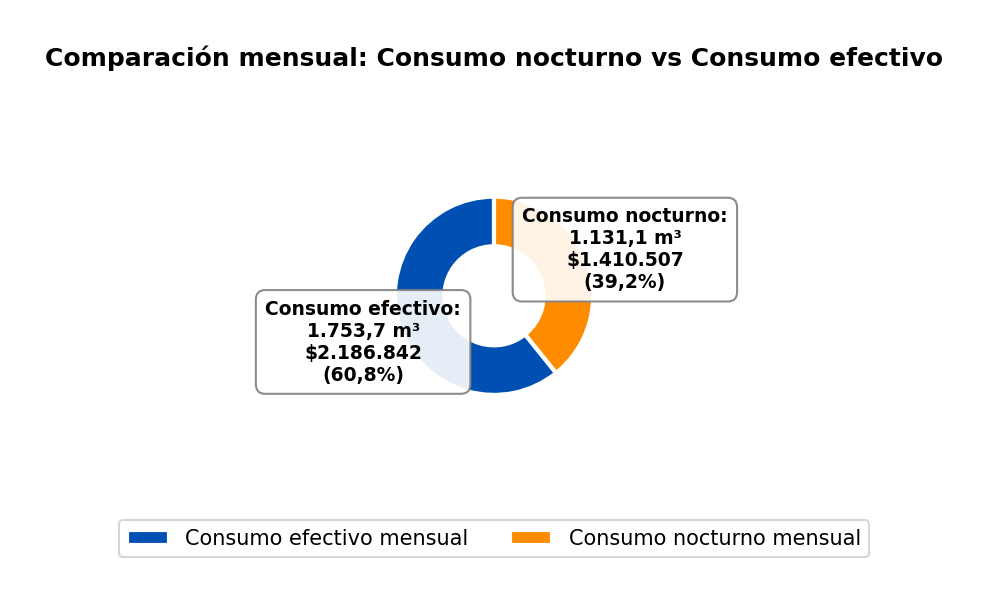 Comparación mensual: Consumo nocturno vs Consumo efectivo
Consumo nocturno:
1.131,1 m³
$1.410.507
(39,2%)
Consumo efectivo:
1.753,7 m³
$2.186.842
(60,8%)
Consumo efectivo mensual
Consumo nocturno mensual